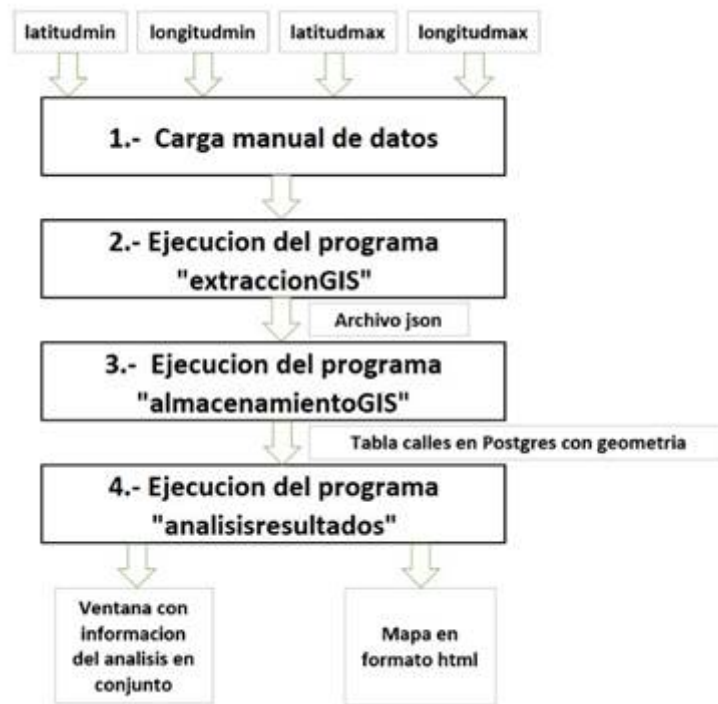 latitudmin
longitudmin
latitudmax
longitudmax
1.- Carga manual de datos
2.- Ejecucion del programa
"extraccionGIS"
Archivo json
3.- Ejecucion del programa
"almacenamientoGIS"
Tabla calles en Postgres con geometria
4.- Ejecucion del programa
"analisisresultados"
Ventana con
informacion
del analisis en
conjunto
Mapa en
formato html